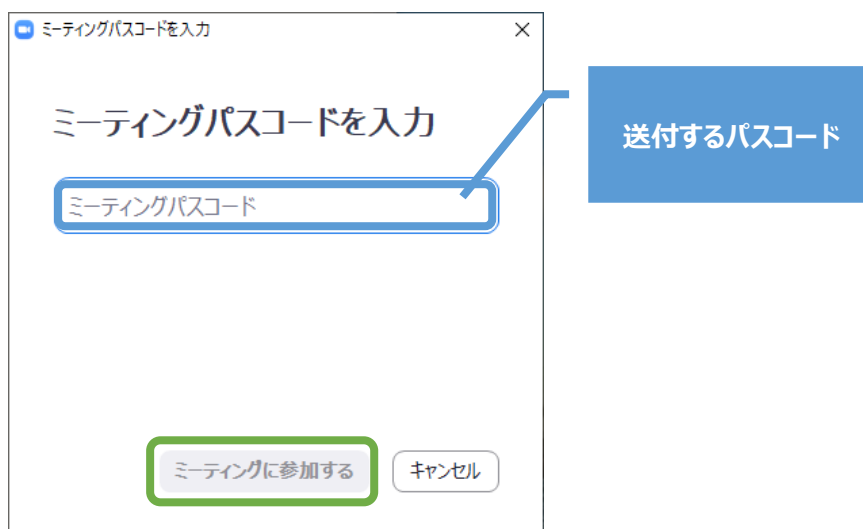 ミーティングパスコードを入力
ミーティングパスコードを入力
送付するパスコード
ミーティングパスコード
ミーティングに参加する
キャンセル